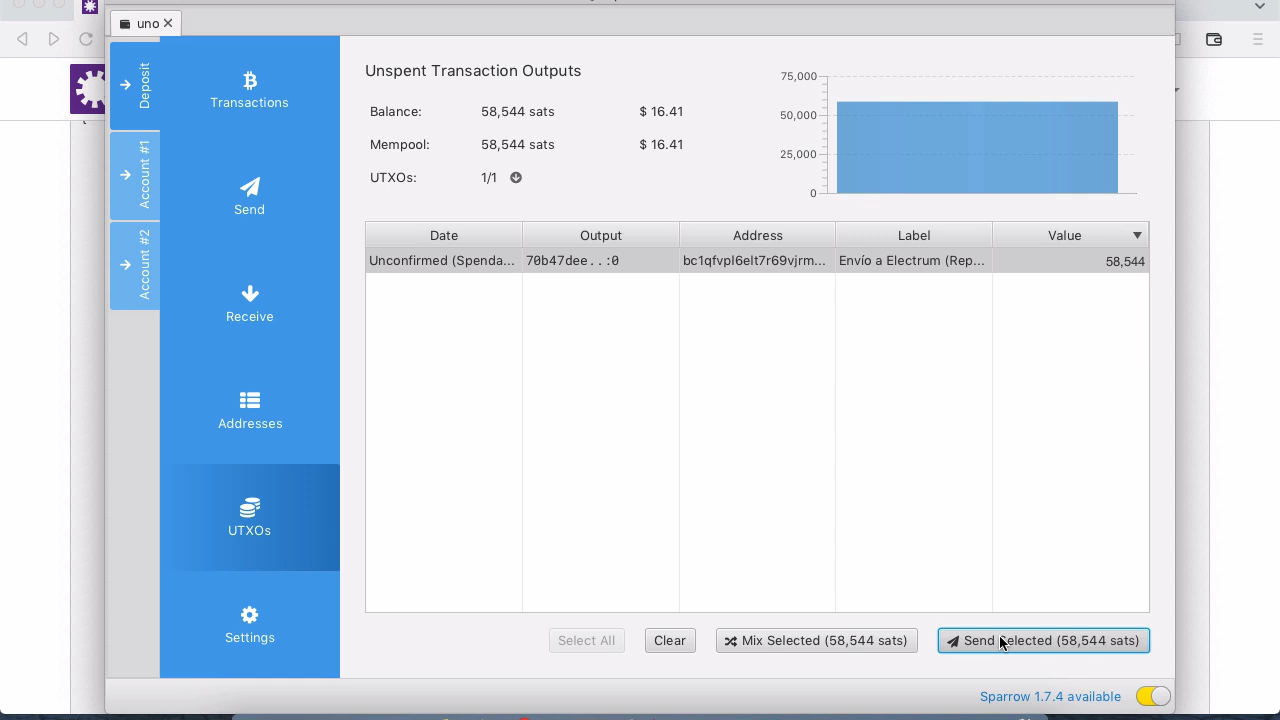 uno
Deposit
Account #1
Account #2
Transactions
Send
Receive
Addresses
UTXOs
Settings
Unspent Transaction Outputs
Balance: 58,544 sats $ 16.41
Mempool: 58,544 sats $ 16.41
UTXOs: 1/1
75,000
50,000
25,000
0
Date Output Address Label Value
Unconfirmed (Spenda... 70b47dee..:0 bc1qfvpl6elt7r69vjrm... Envío a Electrum (Rep... 58,544
Select All Clear Mix Selected (58,544 sats) Send Selected (58,544 sats)
Sparrow 1.7.4 available